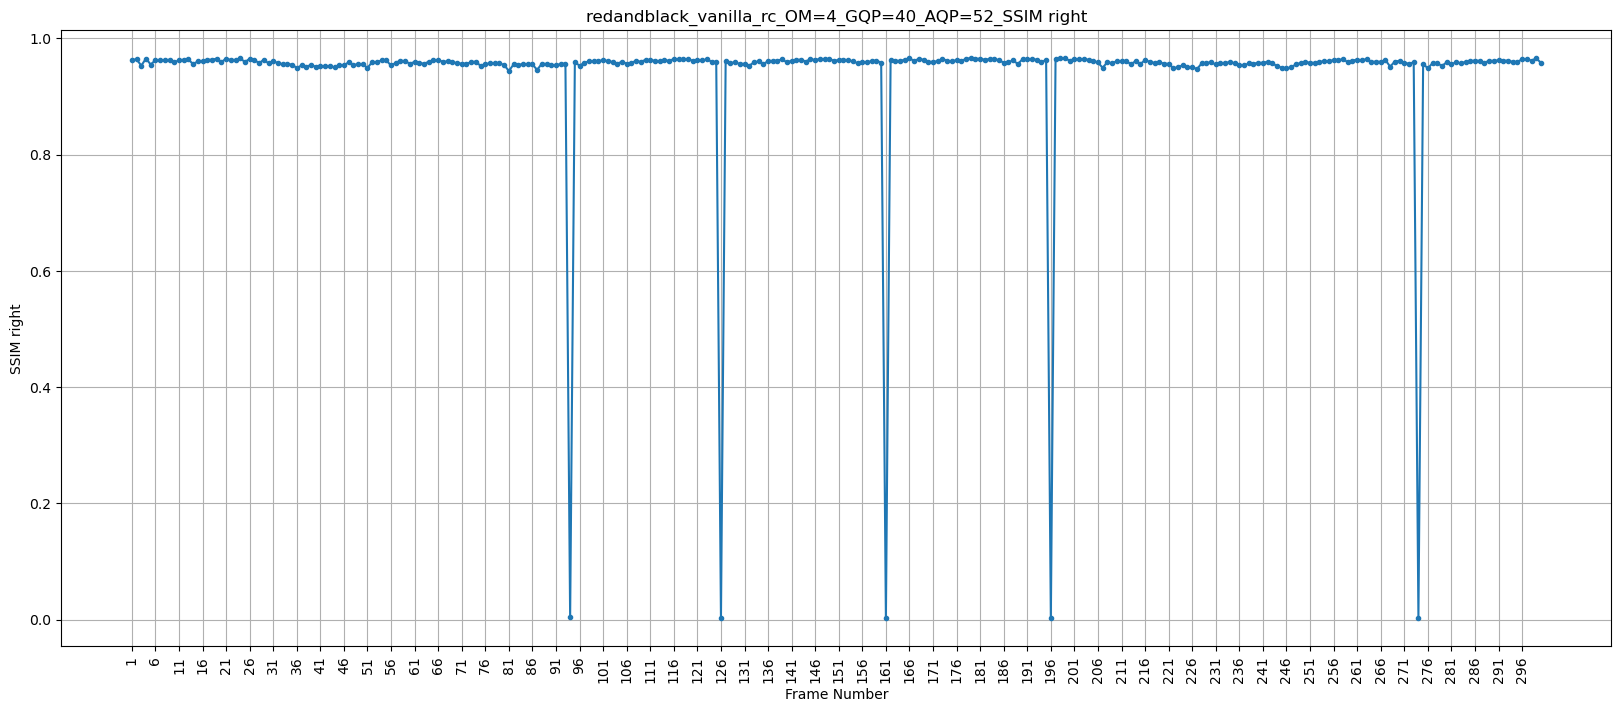 redandblack_vanilla_rc_OM=4_GQP=40_AQP=52_SSIM right
1.0
0.8
0.6
0.4
0.2
0.0
SSIM right
1 6 11 16 21 26 31 36 41 46 51 56 61 66 71 76 81 86 91 96 101 106 111 116 121 126 131 136 141 146 151 156 161 166 171 176 181 186 191 196 201 206 211 216 221 226 231 236 241 246 251 256 261 266 271 276 281 286 291 296
Frame Number